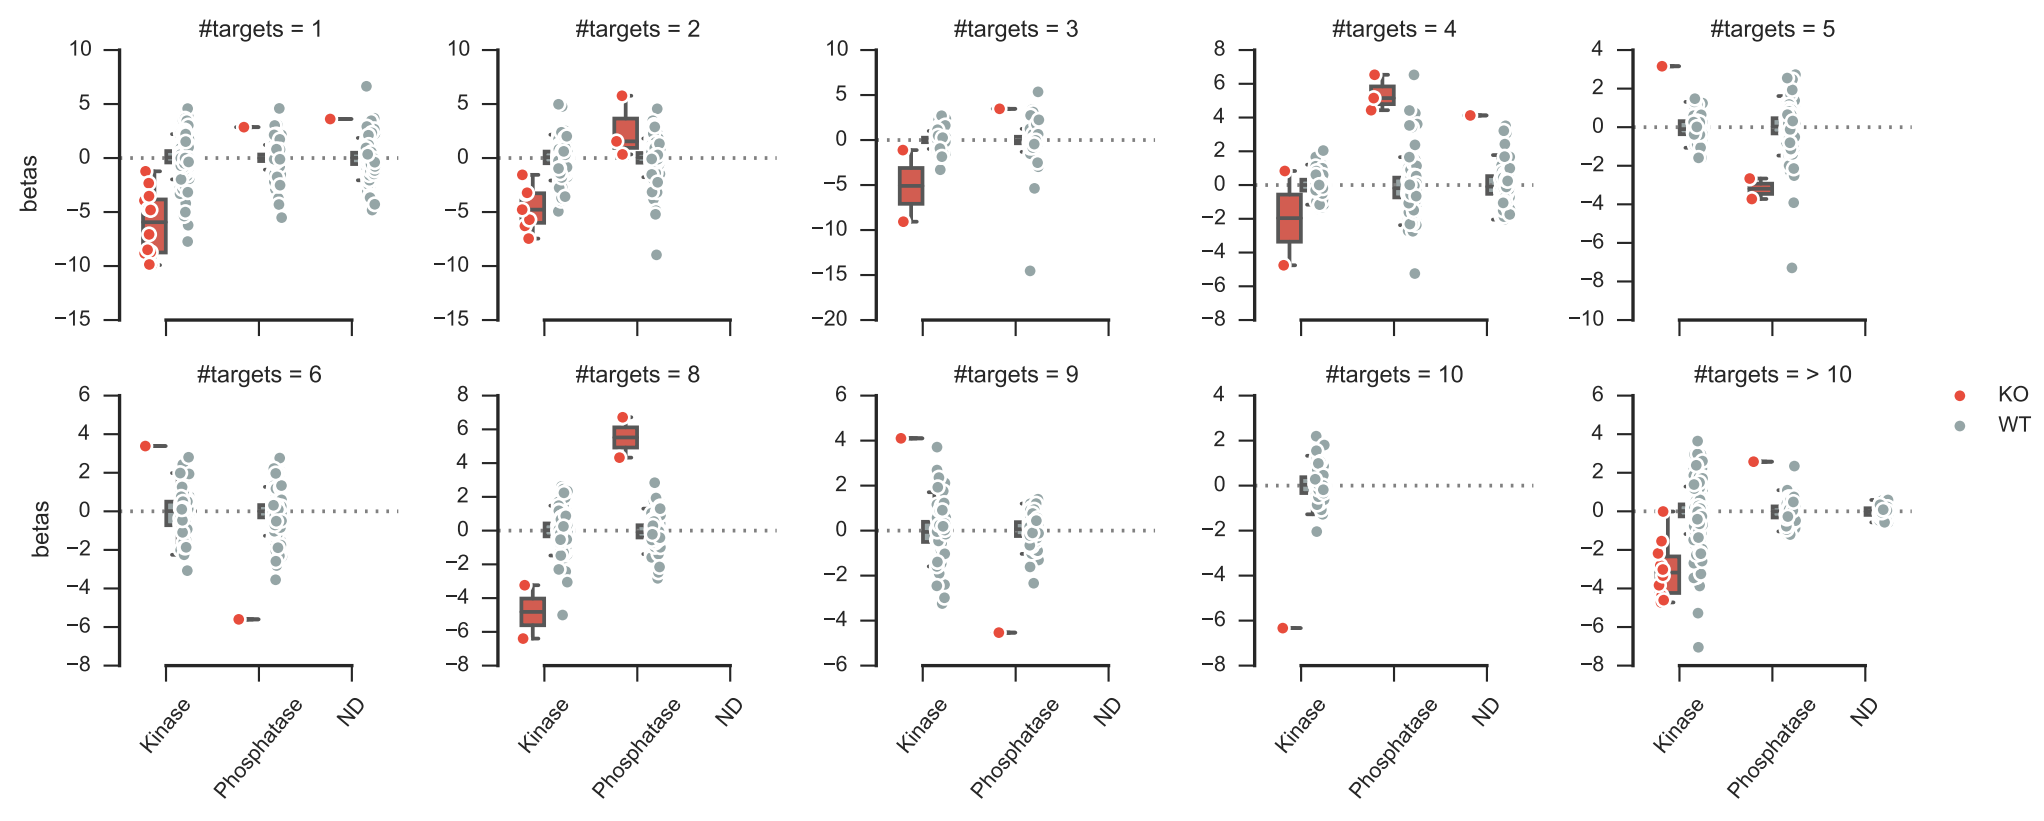 #targets = 1
#targets = 2
#targets = 3
#targets = 4
#targets = 5
betas
10
5
0
−5
−10
−15
10
5
0
−5
−10
−15
10
5
0
−5
−10
−15
−20
8
6
4
2
0
−2
−4
−6
−8
4
2
0
−2
−4
−6
−8
−10
#targets = 6
#targets = 8
#targets = 9
#targets = 10
#targets = > 10
betas
6
4
2
0
−2
−4
−6
−8
8
6
4
2
0
−2
−4
−6
−8
6
4
2
0
−2
−4
−6
4
2
0
−2
−4
−6
−8
6
4
2
0
−2
−4
−6
−8
KO
WT
Kinase
Phosphatase
ND
Kinase
Phosphatase
ND
Kinase
Phosphatase
ND
Kinase
Phosphatase
ND
Kinase
Phosphatase
ND